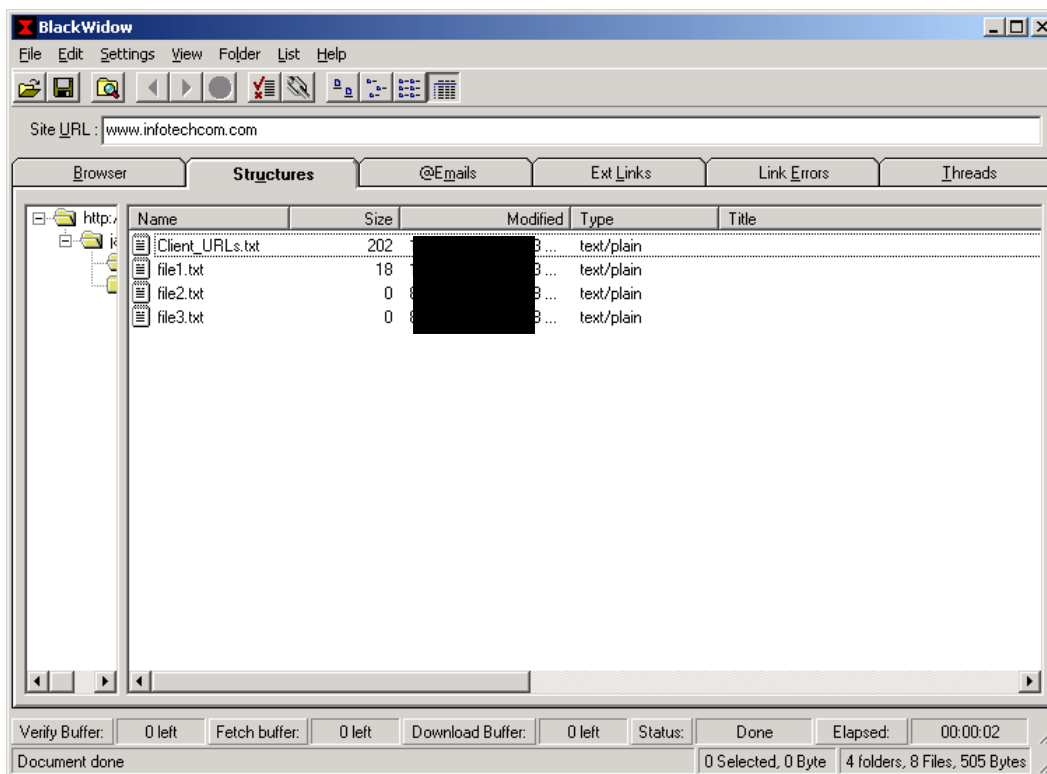 BlackWidow
File Edit Settings View Folder List Help
Site URL : www.infotechcom.com
Browser Structures @Emails Ext Links Link Errors Threads
http:/
Name Size Modified Type Title
Client_URLs.txt 202 3 ... text/plain
file1.txt 18 3 ... text/plain
file2.txt 0 3 ... text/plain
file3.txt 0 3 ... text/plain
Verify Buffer: 0 left Fetch buffer: 0 left Download Buffer: 0 left Status: Done Elapsed: 00:00:02
Document done 0 Selected, 0 Byte 4 folders, 8 Files, 505 Bytes